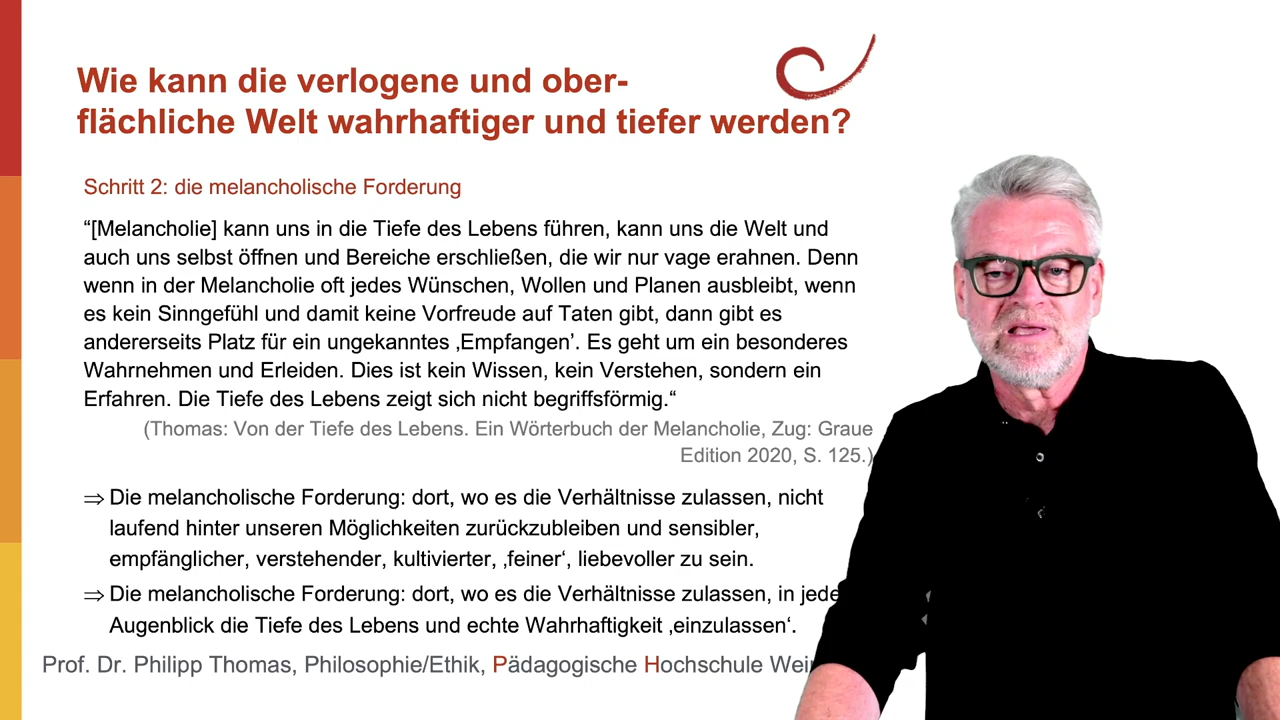 Wie kann die verlogene und ober-
flächliche Welt wahrhaftiger und tiefer werden?
Schritt 2: die melancholische Forderung
“[Melancholie] kann uns in die Tiefe des Lebens führen, kann uns die Welt und
auch uns selbst öffnen und Bereiche erschließen, die wir nur vage erahnen. Denn
wenn in der Melancholie oft jedes Wünschen, Wollen und Planen ausbleibt, wenn
es kein Sinngefühl und damit keine Vorfreude auf Taten gibt, dann gibt es
andererseits Platz für ein ungekanntes ‚Empfangen’. Es geht um ein besonderes
Wahrnehmen und Erleiden. Dies ist kein Wissen, kein Verstehen, sondern ein
Erfahren. Die Tiefe des Lebens zeigt sich nicht begriffsförmig.“
(Thomas: Von der Tiefe des Lebens. Ein Wörterbuch der Melancholie, Zug: Graue
Edition 2020, S. 125.)
⇒ Die melancholische Forderung: dort, wo es die Verhältnisse zulassen, nicht
laufend hinter unseren Möglichkeiten zurückzubleiben und sensibler,
empfänglicher, verstehender, kultivierter, ‚feiner‘, liebevoller zu sein.
⇒ Die melancholische Forderung: dort, wo es die Verhältnisse zulassen, in
Augenblick die Tiefe des Lebens und echte Wahrhaftigkeit ‚einzulassen‘.
Prof. Dr. Philipp Thomas, Philosophie/Ethik, Pädagogische Hochschule